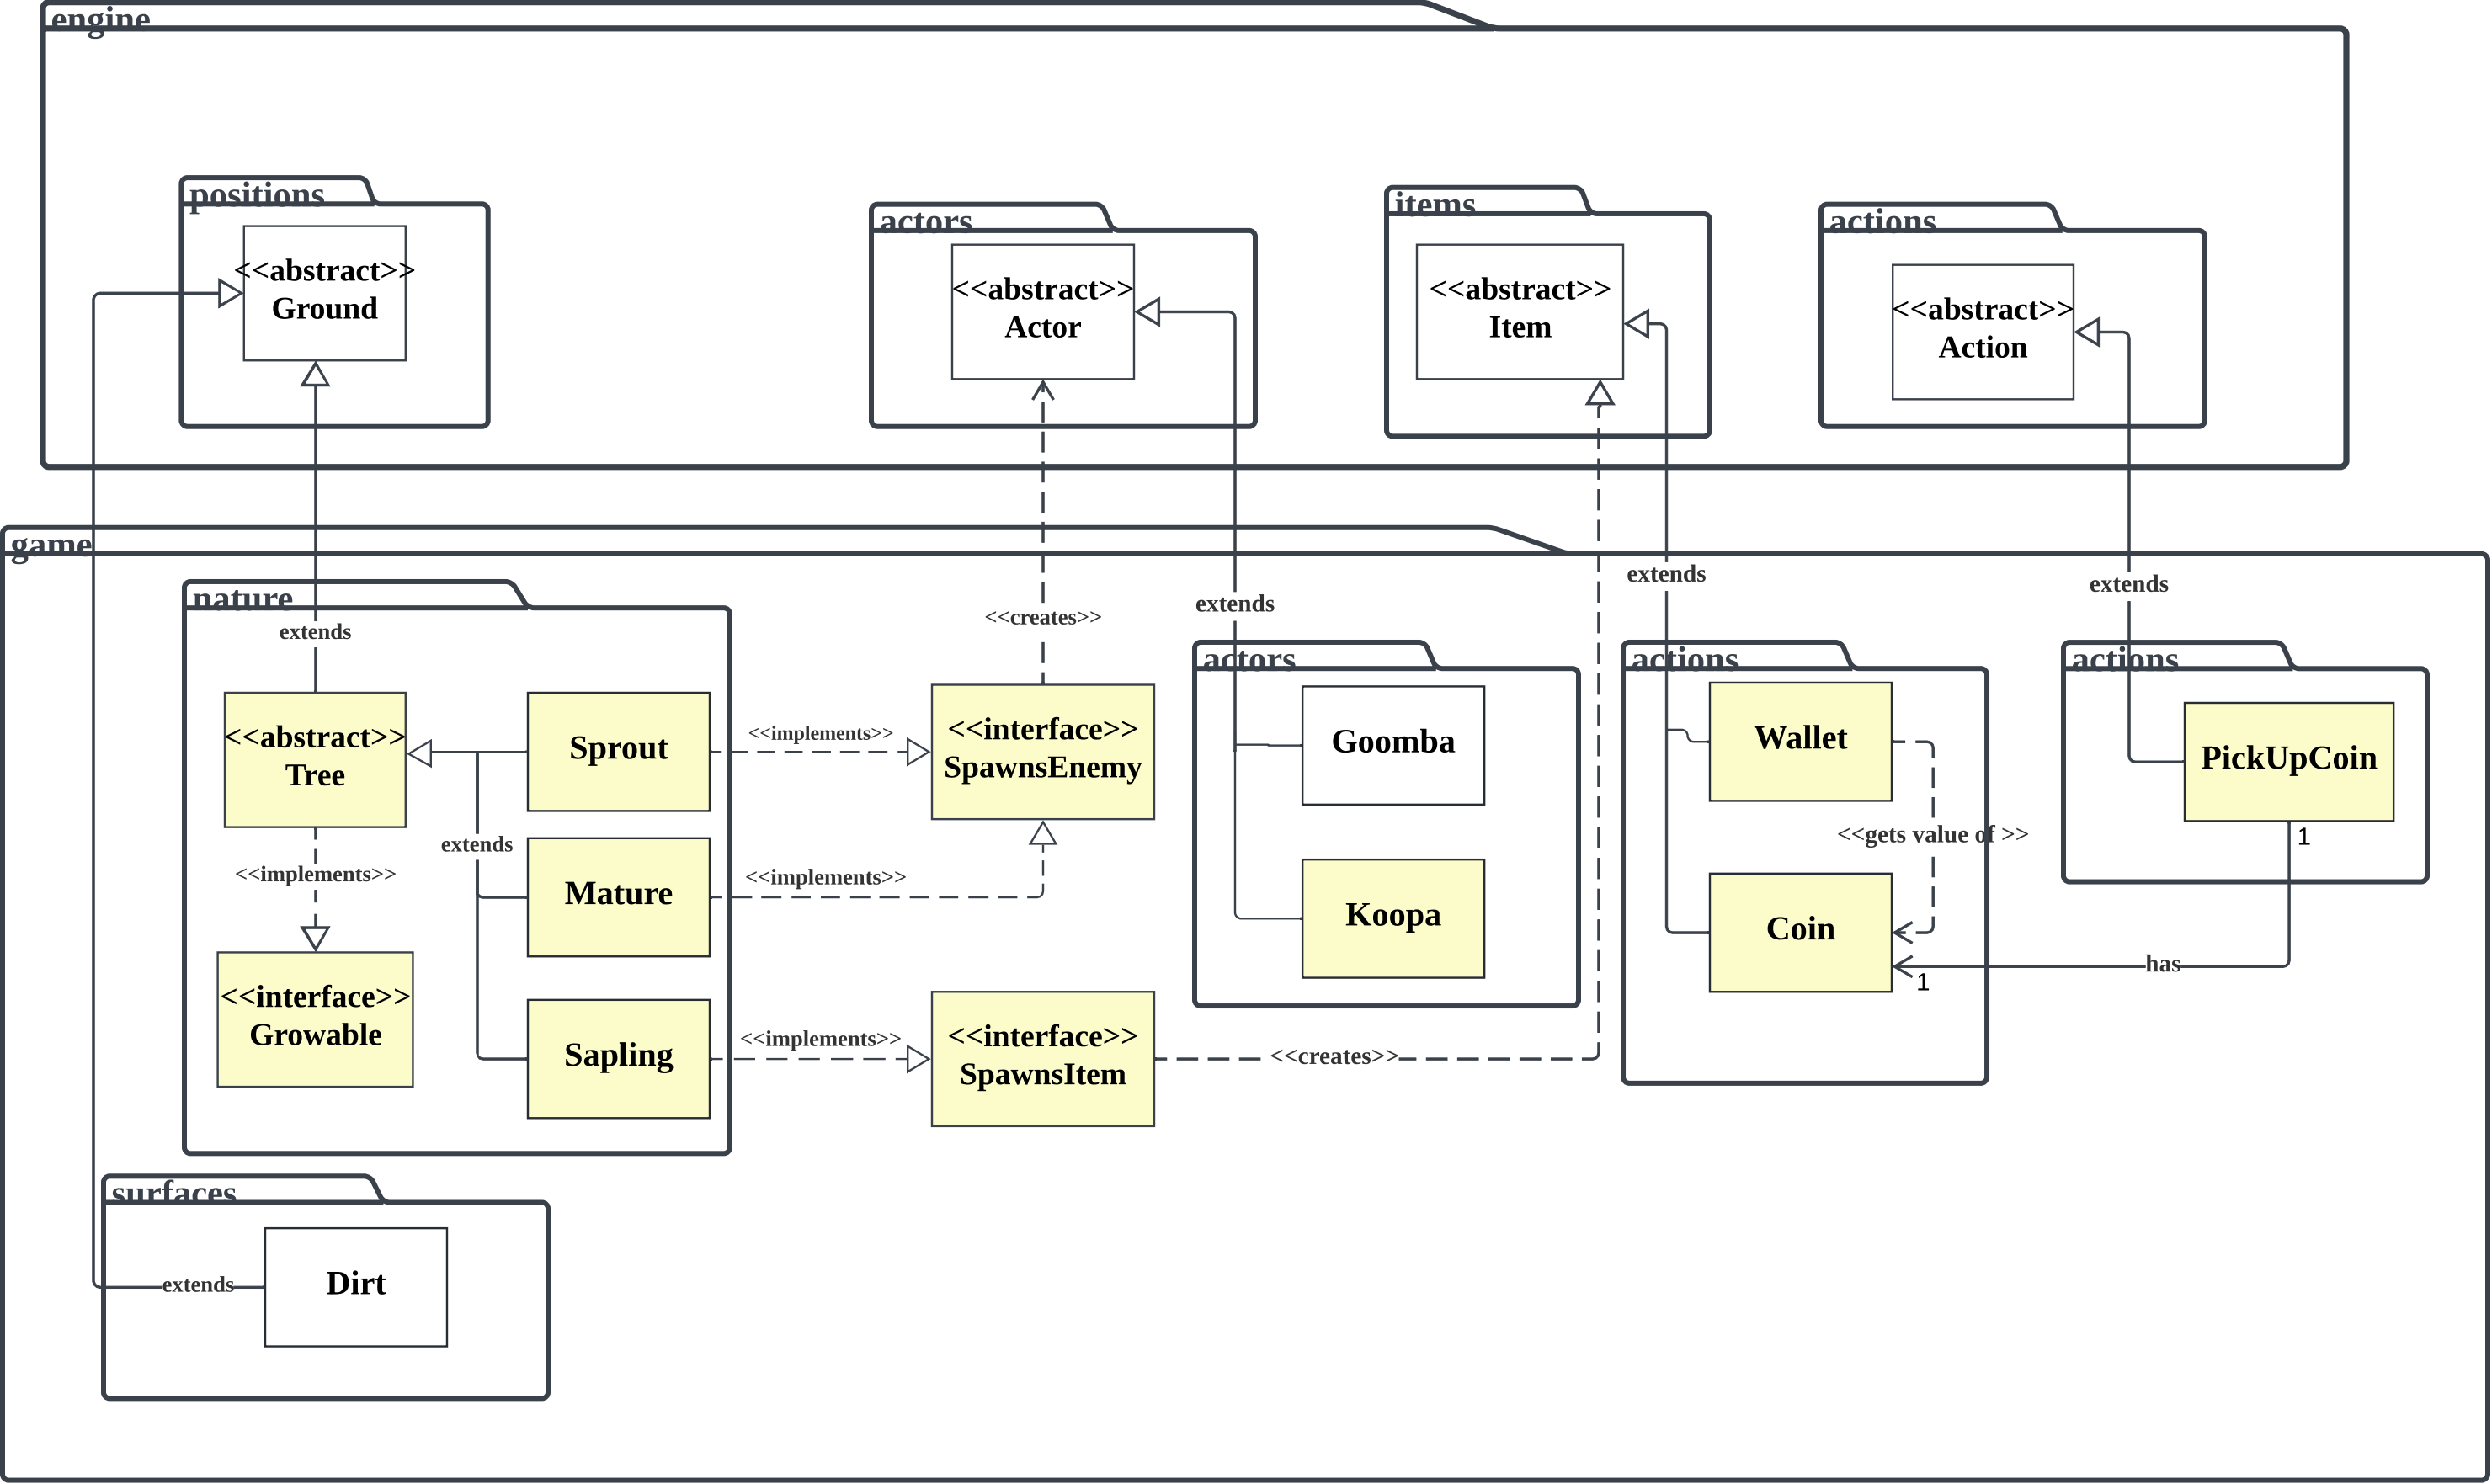 engine
positions
<<abstract>>
Ground
actors
<<abstract>>
Actor
items
<<abstract>>
Item
actions
<<abstract>>
Action
game
extends
extends
<<creates>>
extends
nature
extends
<<abstract>>
Tree
Sprout
<<implements>>
<<interface>>
SpawnsEnemy
actors
Goomba
actions
Wallet
actions
PickUpCoin
1
<<gets value of >>
extends
<<implements>>
Mature
<<implements>>
Koopa
Coin
has
1
<<interface>>
Growable
Sapling
<<implements>>
<<interface>>
SpawnsItem
<<creates>>
surfaces
Dirt
extends